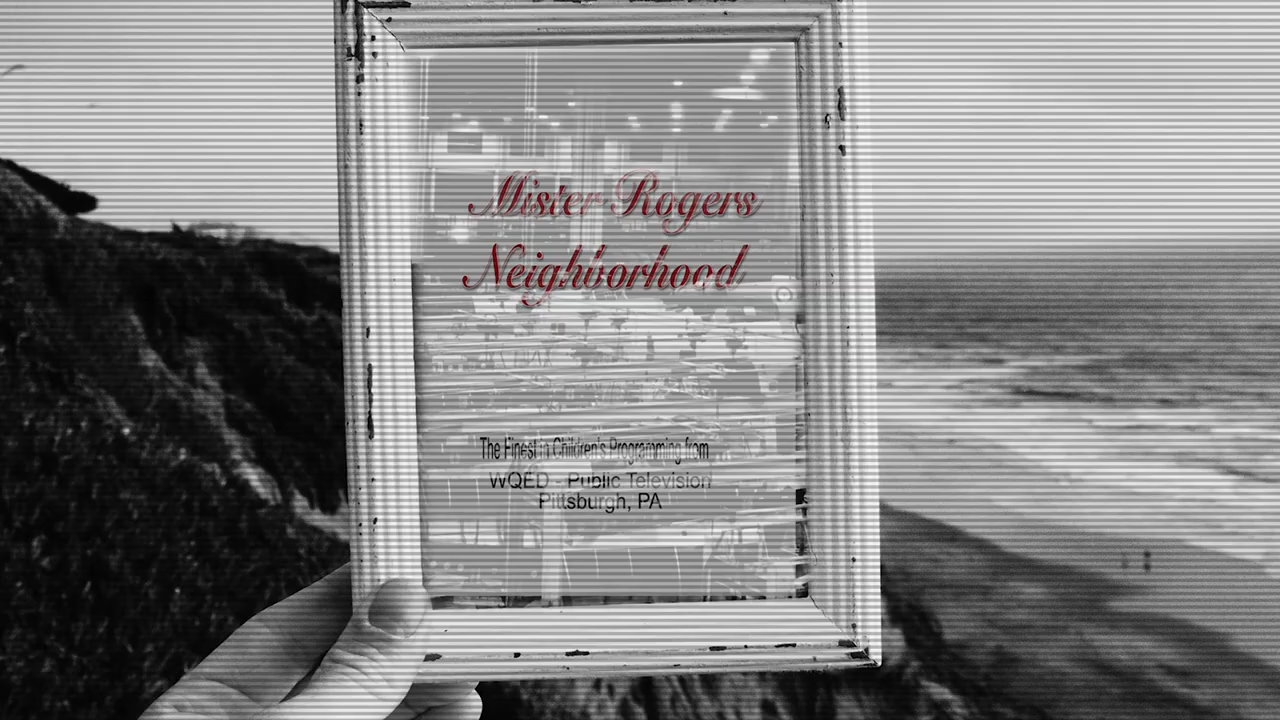 Mister Rogers
Neighborhood
The Finest in Children's Programming from
WQED - Public Television
Pittsburgh, PA